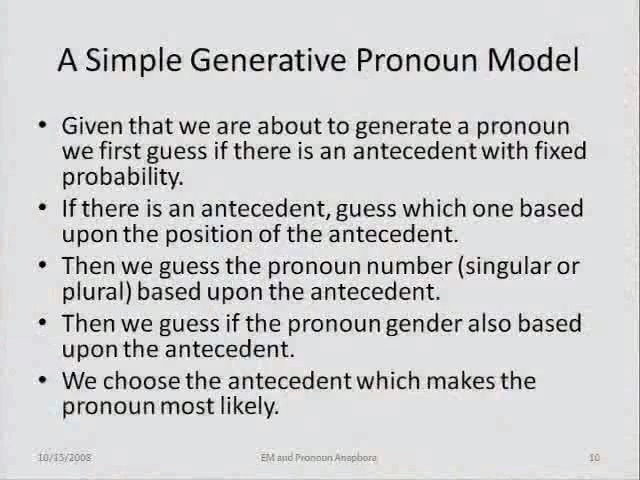 A Simple Generative Pronoun Model
• Given that we are about to generate a pronoun
we first guess if there is an antecedent with fixed
probability.
• If there is an antecedent, guess which one based
upon the position of the antecedent.
• Then we guess the pronoun number (singular or
plural) based upon the antecedent.
• Then we guess if the pronoun gender also based
upon the antecedent.
• We choose the antecedent which makes the
pronoun most likely.
10/15/2008 EM and Pronoun Anaphora 10